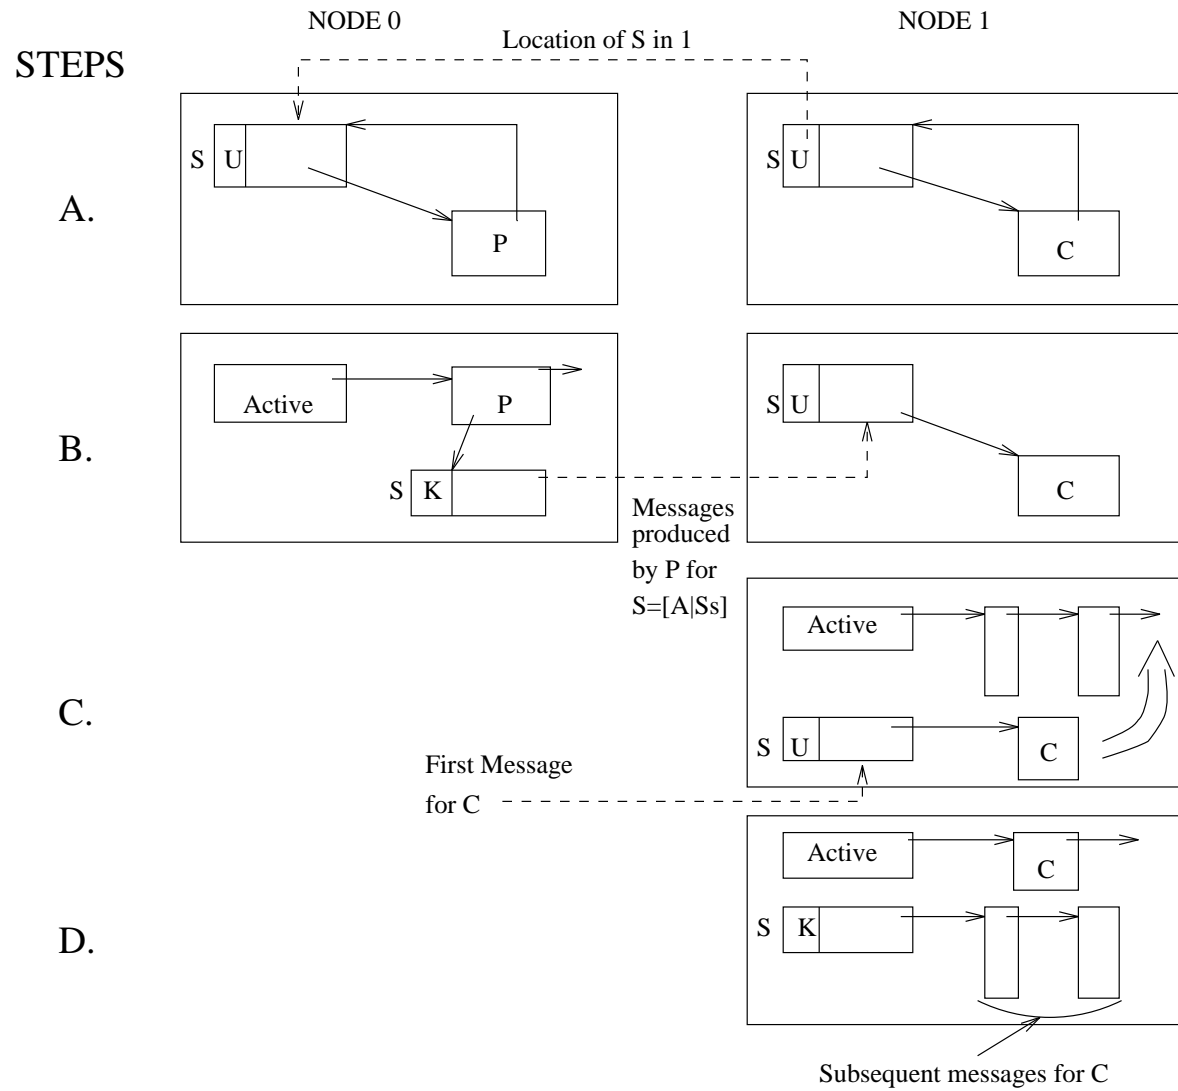 NODE 0
NODE 1
Location of S in 1
STEPS
A.
S U
P
S U
C
B.
Active
P
S K
S U
C
Messages
produced
by P for
S=[A|Ss]
C.
Active
S U
C
First Message
for C
D.
Active
C
S K
Subsequent messages for C